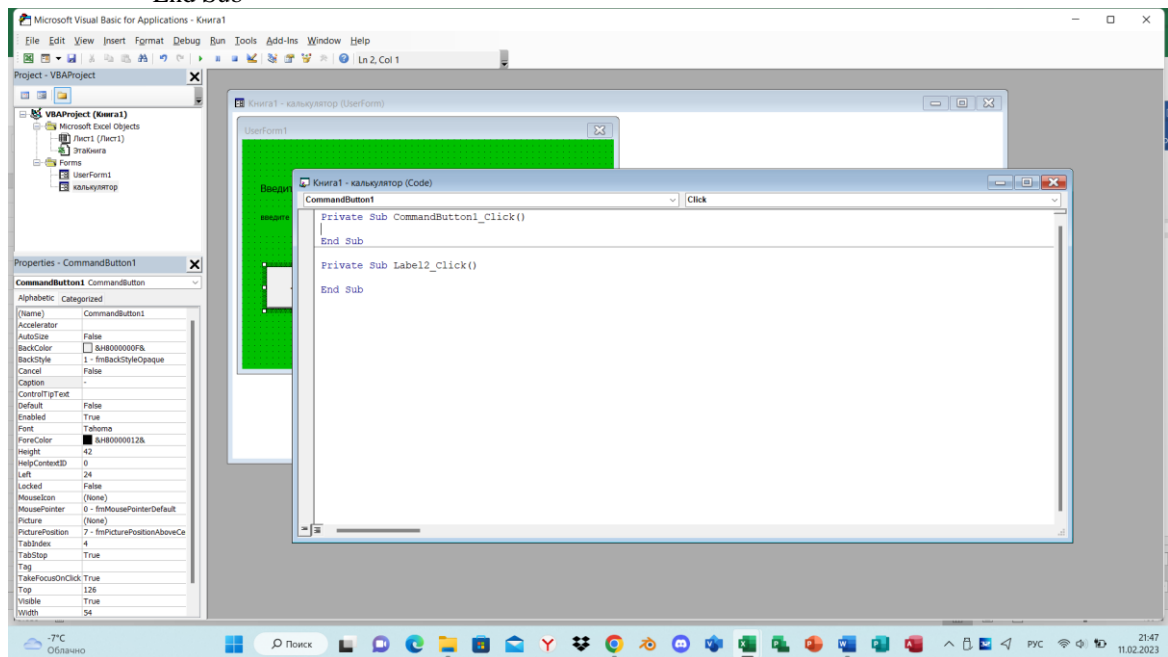 End Sub
Microsoft Visual Basic for Applications - Книга1
File Edit View Insert Format Debug Run Tools Add-Ins Window Help
Ln 2, Col 1
Project - VBAProject
VBAProject (Книга1)
Microsoft Excel Objects
Лист1 (Лист1)
ЭтаКнига
Forms
UserForm1
калькулятор
Properties - CommandButton1
CommandButton1 CommandButton
Alphabetic Categorized
(Name) CommandButton1
Accelerator
AutoSize False
BackColor &H8000000F&
BackStyle 1 - fmBackStyleOpaque
Cancel False
Caption -
ControlTipText
Default False
Enabled True
Font Tahoma
ForeColor &H80000012&
Height 42
HelpContextID 0
Left 24
Locked False
MouseIcon (None)
MousePointer 0 - fmMousePointerDefault
Picture (None)
PicturePosition 7 - fmPicturePositionAboveCe
TabIndex 4
TabStop True
Tag
TakeFocusOnClick True
Top 126
Visible True
Width 54
Книга1 - калькулятор (UserForm)
UserForm1
введите
Книга1 - калькулятор (Code)
CommandButton1 Click
Private Sub CommandButton1_Click()
End Sub
Private Sub Label2_Click()
End Sub
-7°C
Облачно
Поиск
РУС
21:47
11.02.2023